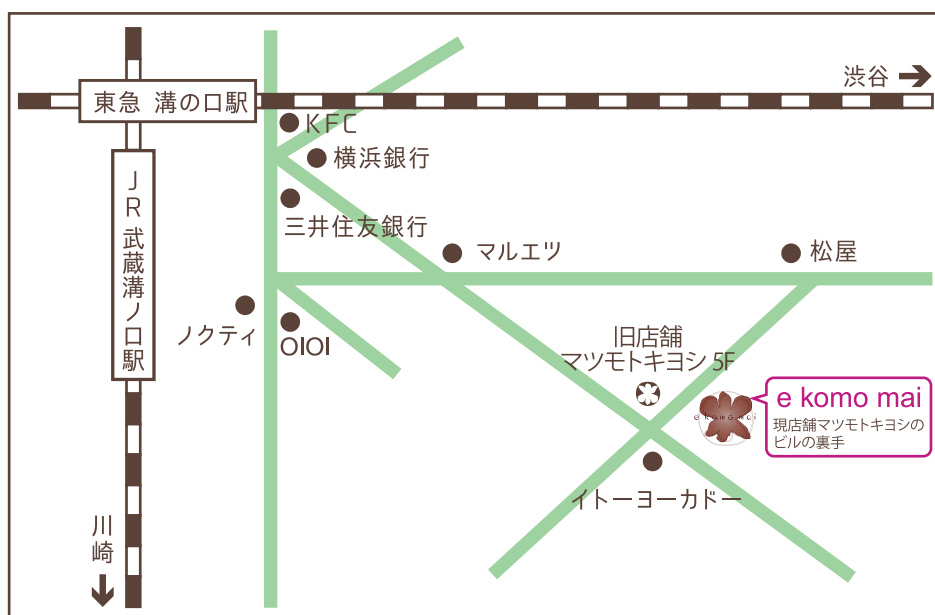 渋谷
東急 溝の口駅
KFC
横浜銀行
JR 武蔵溝ノ口駅
三井住友銀行
マルエツ
松屋
ノクティ
OIOI
旧店舗
マツモトキヨシ 5F
e komo mai
e komo mai
現店舗マツモトキヨシの
ビルの裏手
イトーヨーカドー
川崎